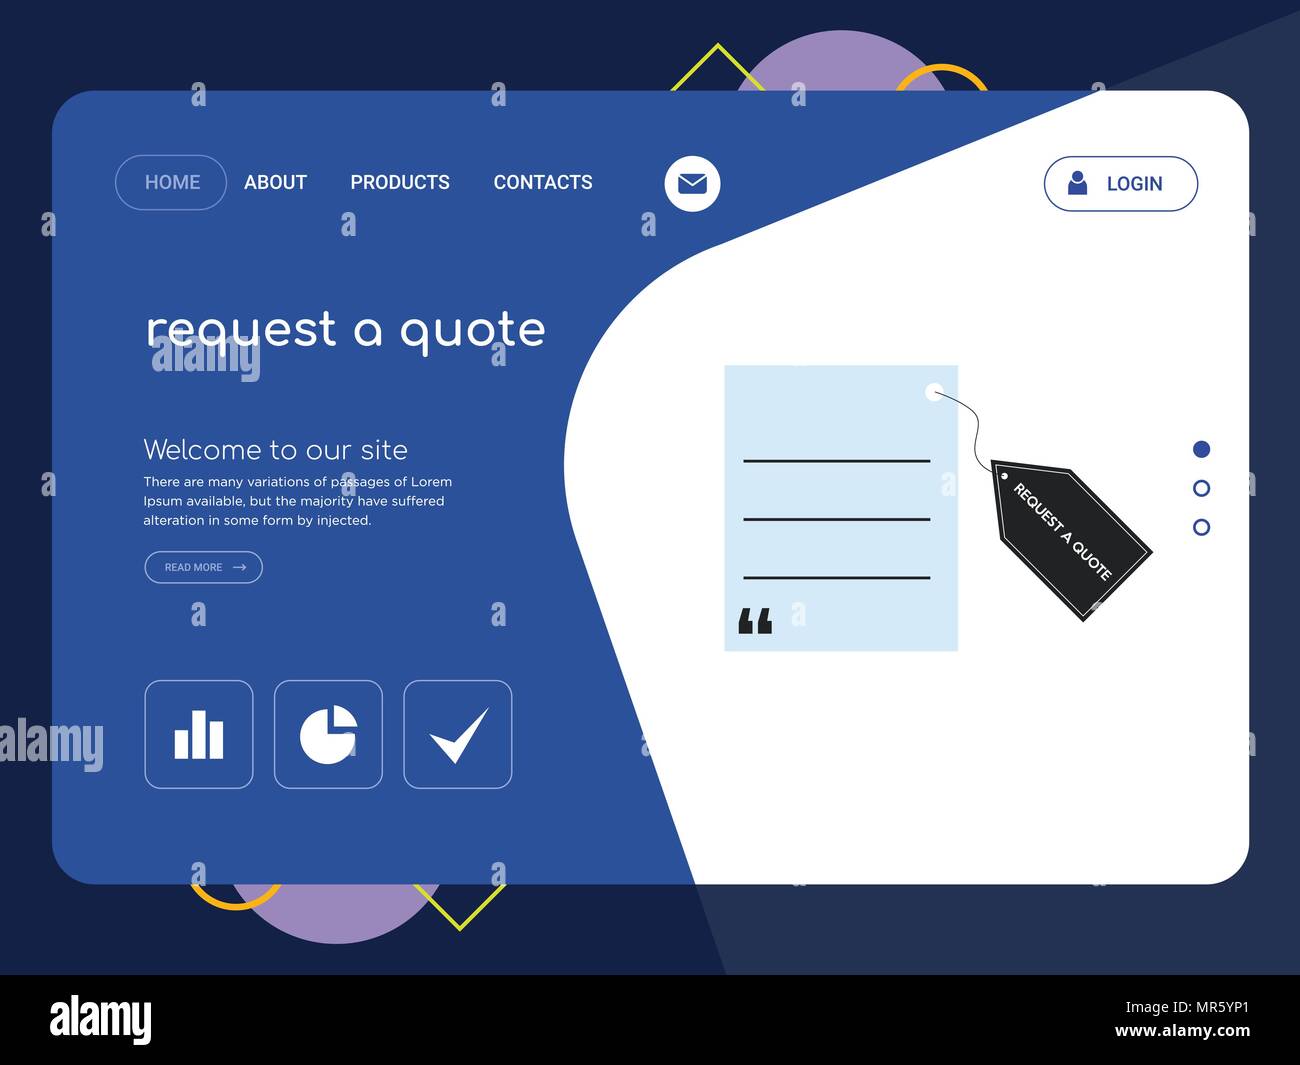 HOME ABOUT PRODUCTS CONTACTS LOGIN
request a quote
Welcome to our site
There are many variations of passages of Lorem
Ipsum available, but the majority have suffered
alteration in some form by injected.
READ MORE
REQUEST A QUOTE
“
a a a a
a a a a a
alamy a
a a a a
a a a
alamy a a a
a a a a
alamy
Image ID: MR5YP1
www.alamy.com